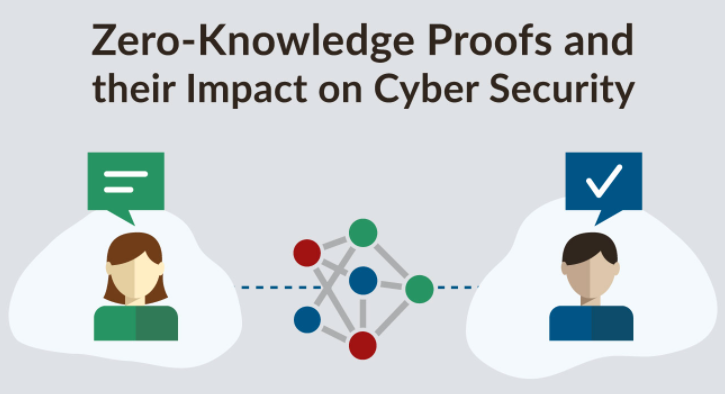 Zero-Knowledge Proofs and
their Impact on Cyber Security